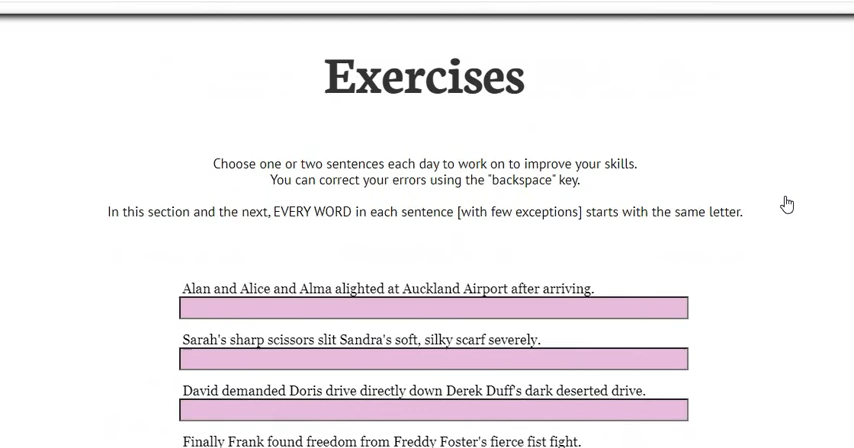 Exercises
Choose one or two sentences each day to work on to improve your skills.
You can correct your errors using the "backspace" key.
In this section and the next, EVERY WORD in each sentence [with few exceptions] starts with the same letter.
Alan and Alice and Alma alighted at Auckland Airport after arriving.
Sarah's sharp scissors slit Sandra's soft, silky scarf severely.
David demanded Doris drive directly down Derek Duff's dark deserted drive.
Finally Frank found freedom from Freddy Foster's fierce fist fight.